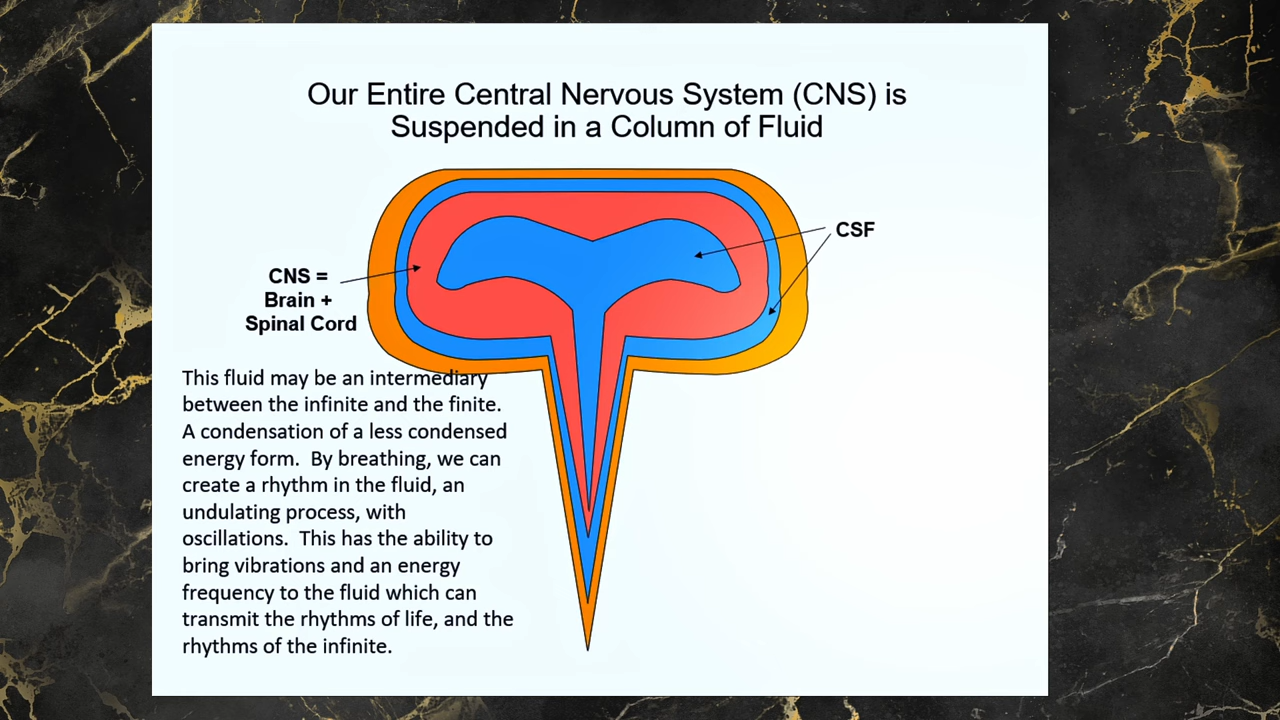 Our Entire Central Nervous System (CNS) is
Suspended in a Column of Fluid
CSF
CNS =
Brain +
Spinal Cord
This fluid may be an intermediary
between the infinite and the finite.
A condensation of a less condensed
energy form.  By breathing, we can
create a rhythm in the fluid, an
undulating process, with
oscillations.  This has the ability to
bring vibrations and an energy
frequency to the fluid which can
transmit the rhythms of life, and the
rhythms of the infinite.